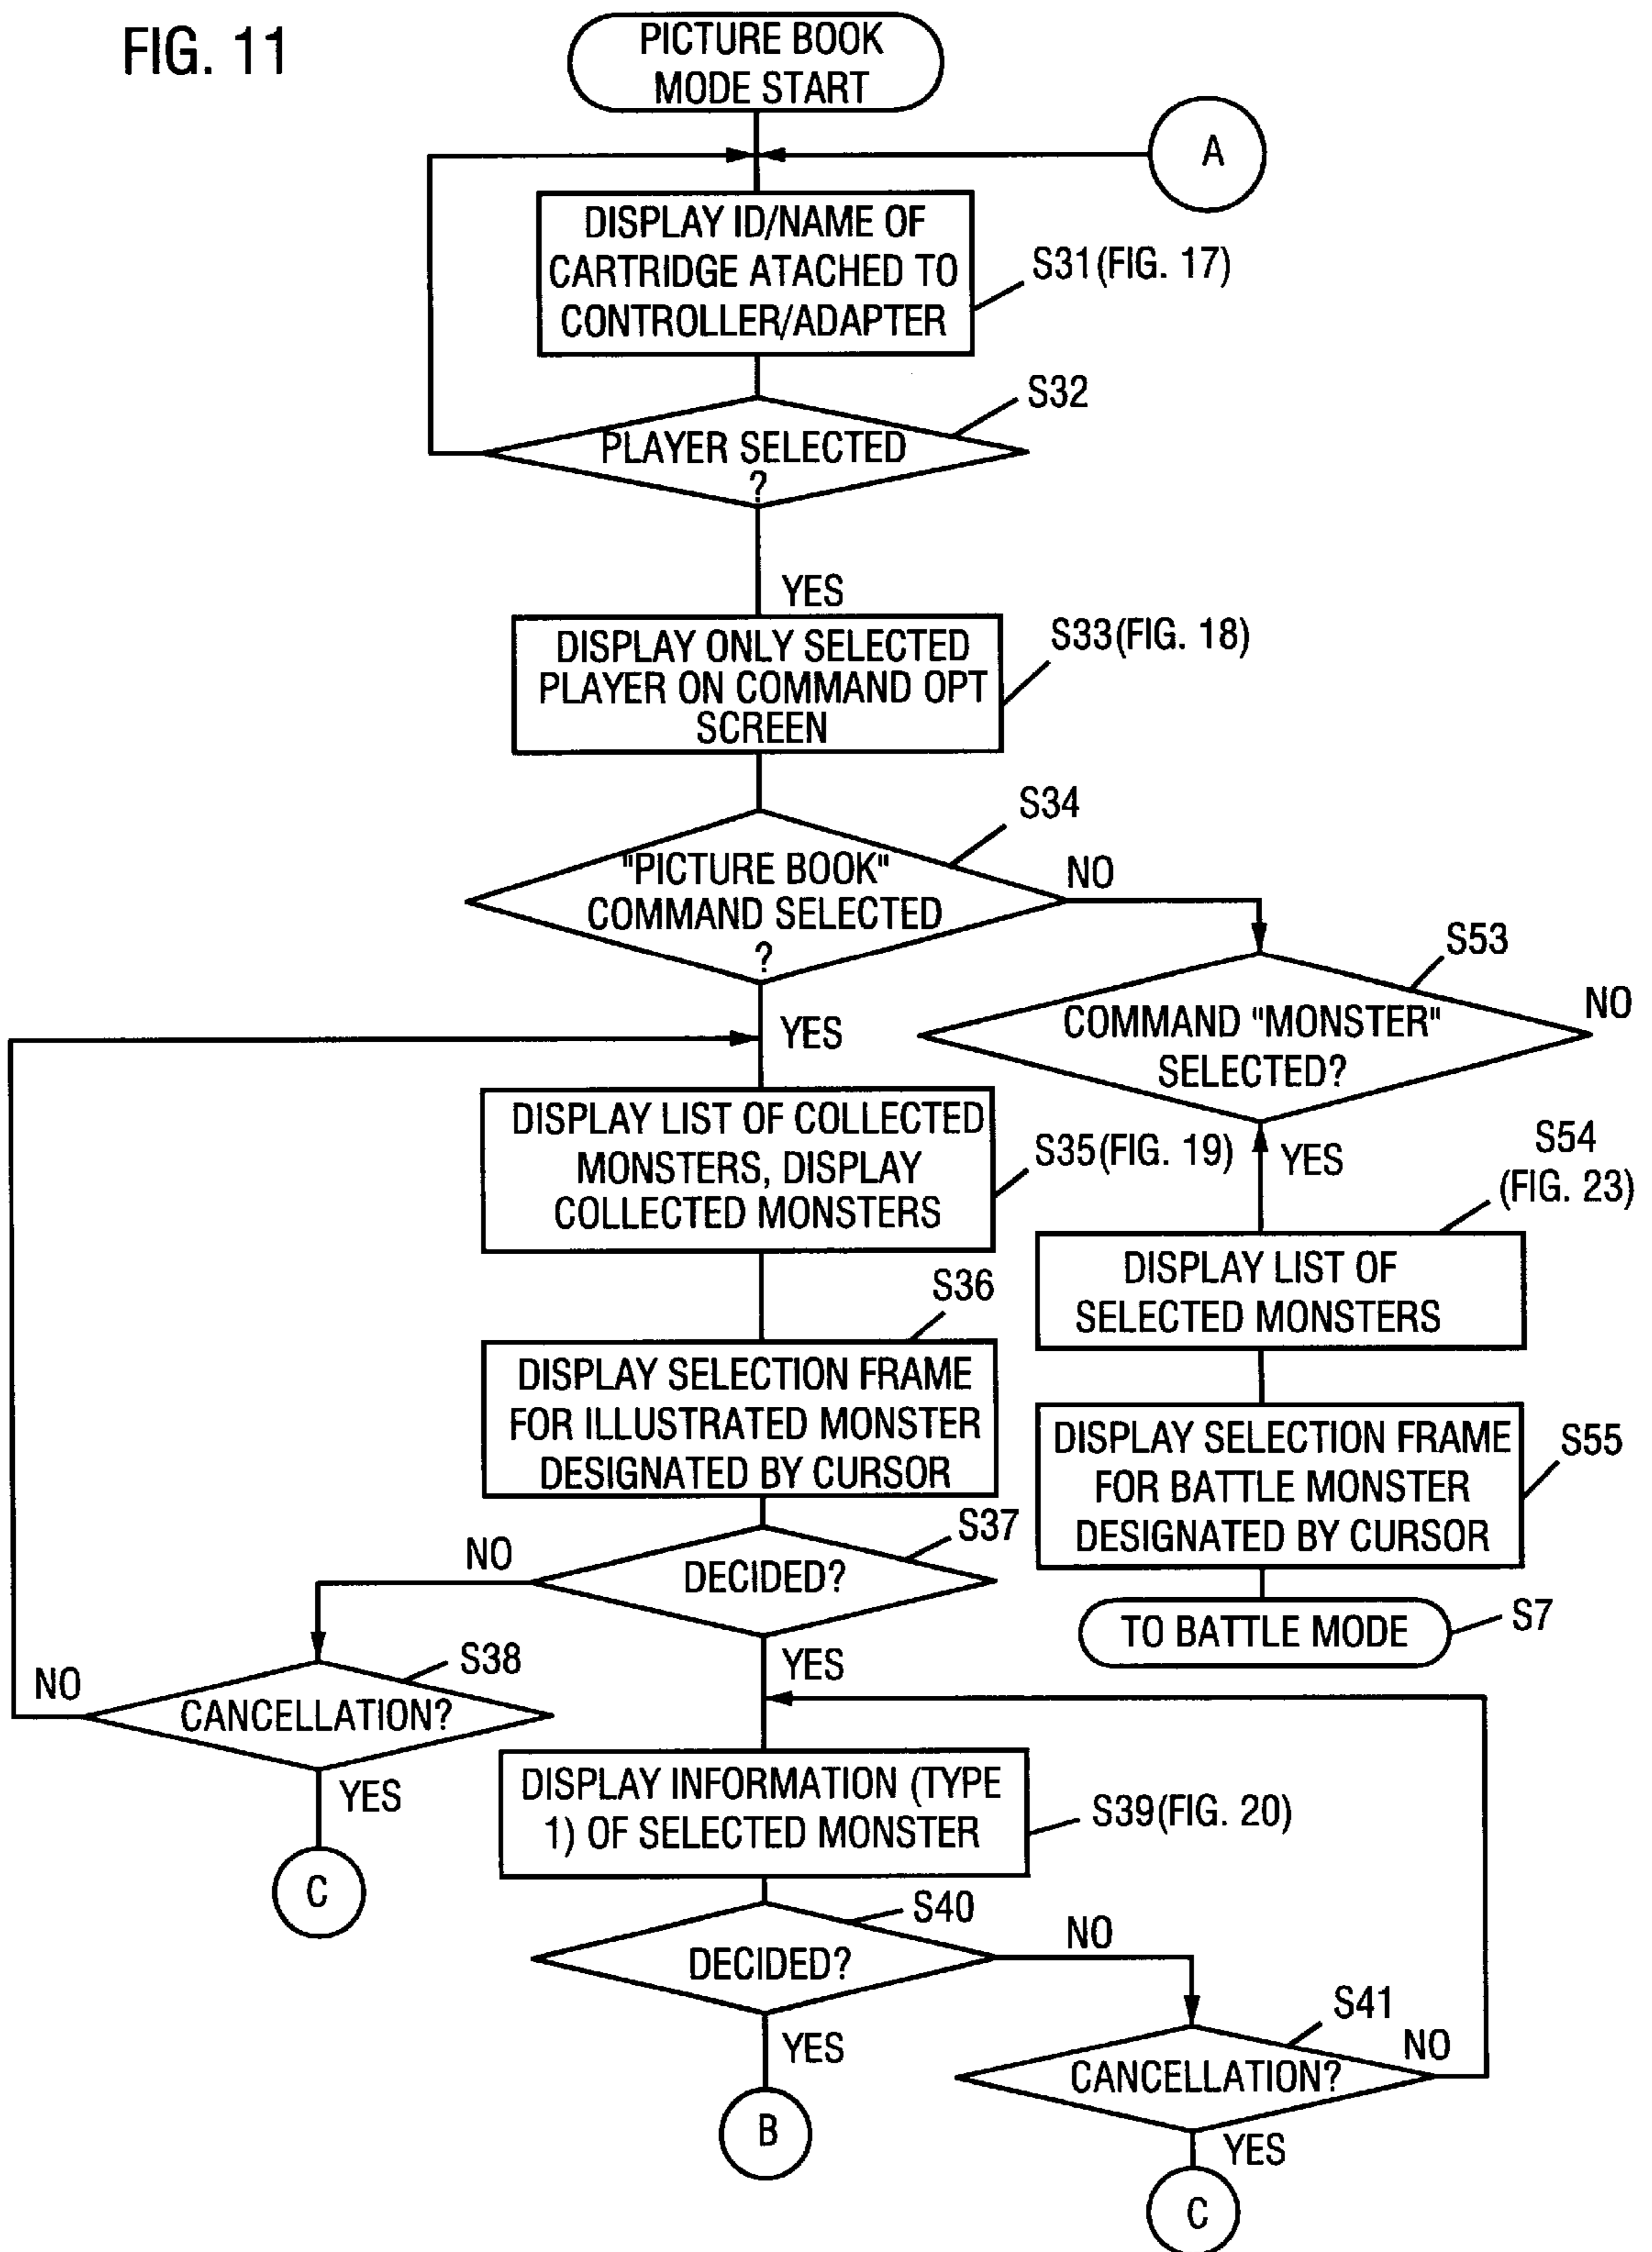 FIG. 11
PICTURE BOOK
MODE START
A
DISPLAY ID/NAME OF
CARTRIDGE ATACHED TO
CONTROLLER/ADAPTER
S31(FIG. 17)
S32
PLAYER SELECTED
?
YES
DISPLAY ONLY SELECTED
PLAYER ON COMMAND OPT
SCREEN
S33(FIG. 18)
S34
"PICTURE BOOK"
COMMAND SELECTED
?
NO
S53
COMMAND "MONSTER"
SELECTED?
NO
YES
YES
DISPLAY LIST OF COLLECTED
MONSTERS, DISPLAY
COLLECTED MONSTERS
S35(FIG. 19)
S54
(FIG. 23)
DISPLAY LIST OF
SELECTED MONSTERS
S36
DISPLAY SELECTION FRAME
FOR ILLUSTRATED MONSTER
DESIGNATED BY CURSOR
DISPLAY SELECTION FRAME
FOR BATTLE MONSTER
DESIGNATED BY CURSOR
S55
S37
DECIDED?
NO
TO BATTLE MODE
S7
S38
CANCELLATION?
NO
YES
YES
C
DISPLAY INFORMATION (TYPE
1) OF SELECTED MONSTER
S39(FIG. 20)
S40
DECIDED?
NO
YES
B
S41
CANCELLATION?
NO
YES
C